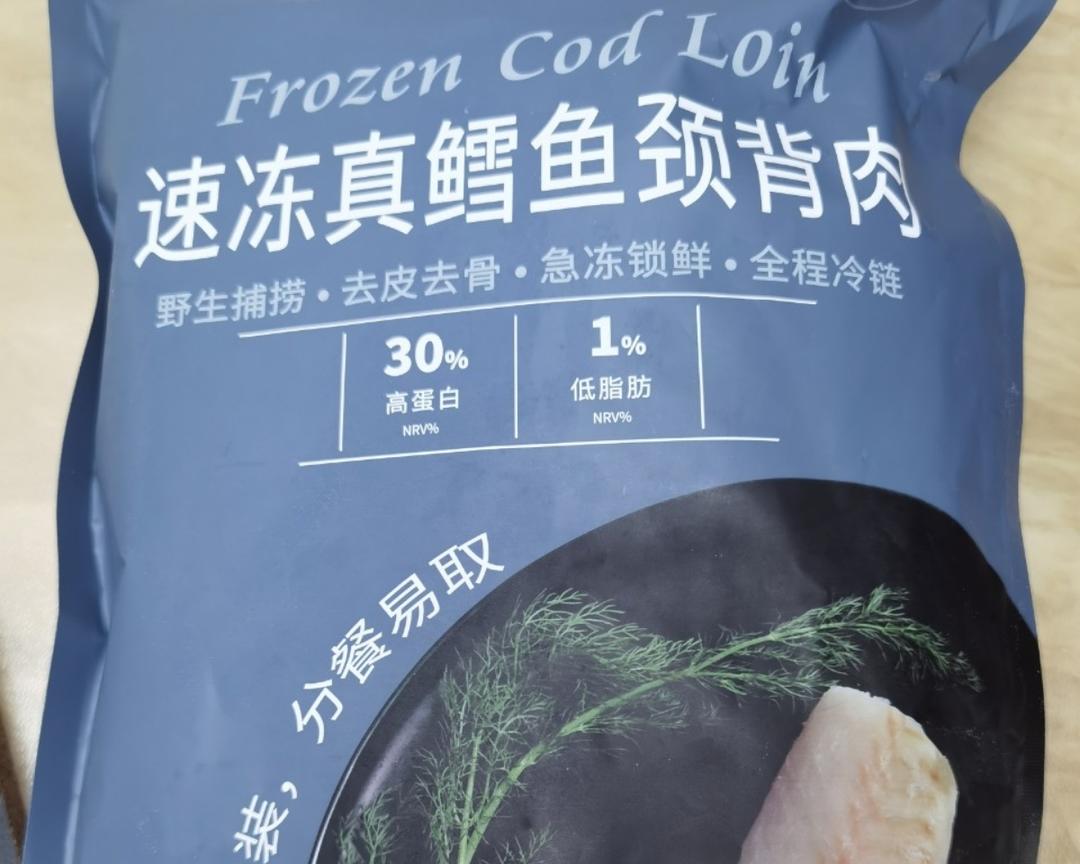 Frozen Cod Loin
速冻真鳕鱼颈背肉
野生捕捞·去皮去骨·急冻锁鲜·全程冷链
30% 1%
高蛋白 低脂肪
NRV% NRV%
装，分餐易取